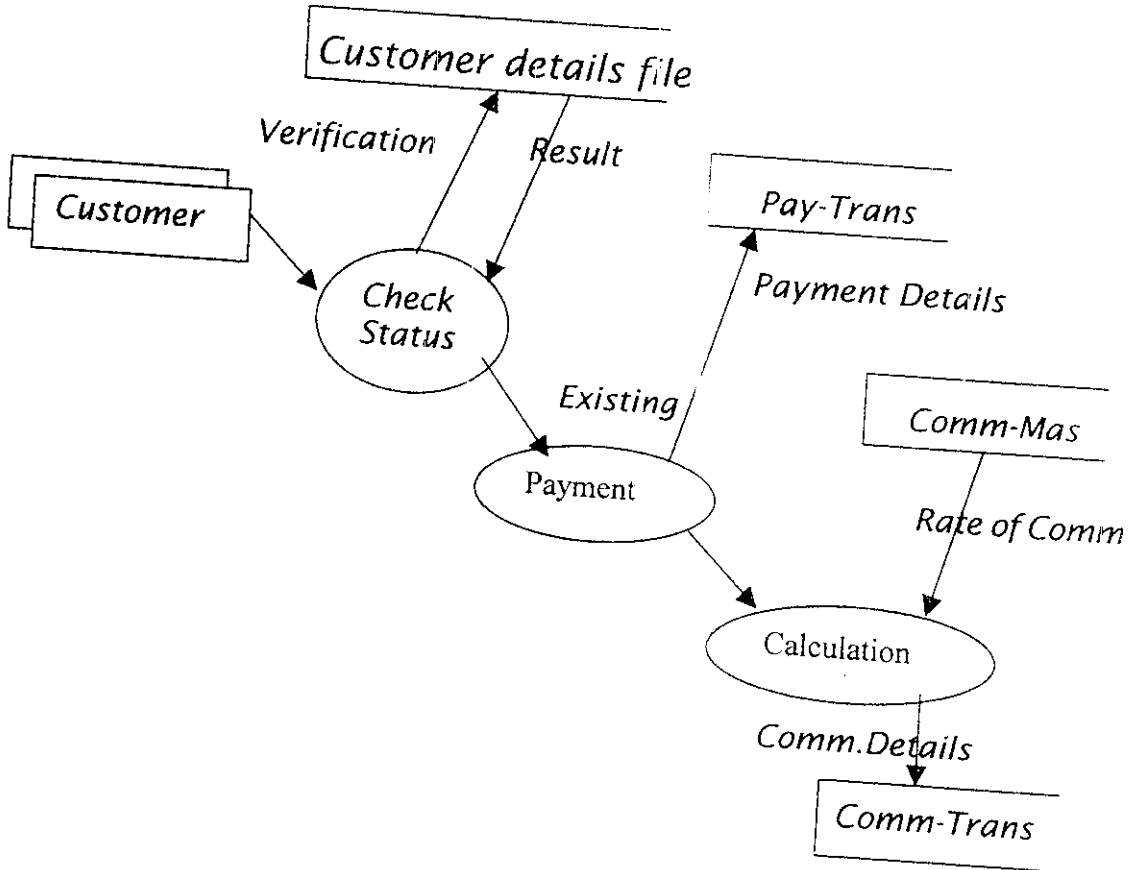 Customer details file
Verification
Result
Customer
Pay-Trans
Check
Status
Payment Details
Existing
Comm-Mas
Payment
Rate of Comm
Calculation
Comm.Details
Comm-Trans